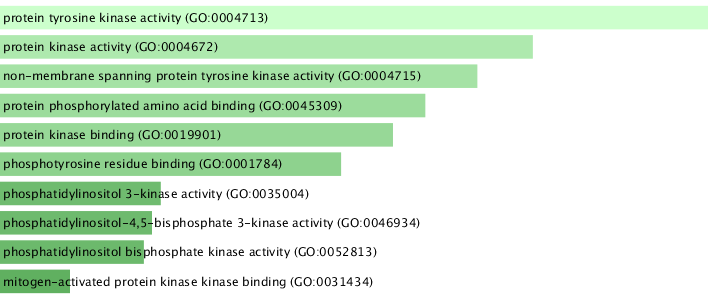 protein tyrosine kinase activity (GO:0004713)
protein kinase activity (GO:0004672)
non-membrane spanning protein tyrosine kinase activity (GO:0004715)
protein phosphorylated amino acid binding (GO:0045309)
protein kinase binding (GO:0019901)
phosphotyrosine residue binding (GO:0001784)
phosphatidylinositol 3-kinase activity (GO:0035004)
phosphatidylinositol-4,5-bisphosphate 3-kinase activity (GO:0046934)
phosphatidylinositol bisphosphate kinase activity (GO:0052813)
mitogen-activated protein kinase kinase binding (GO:0031434)